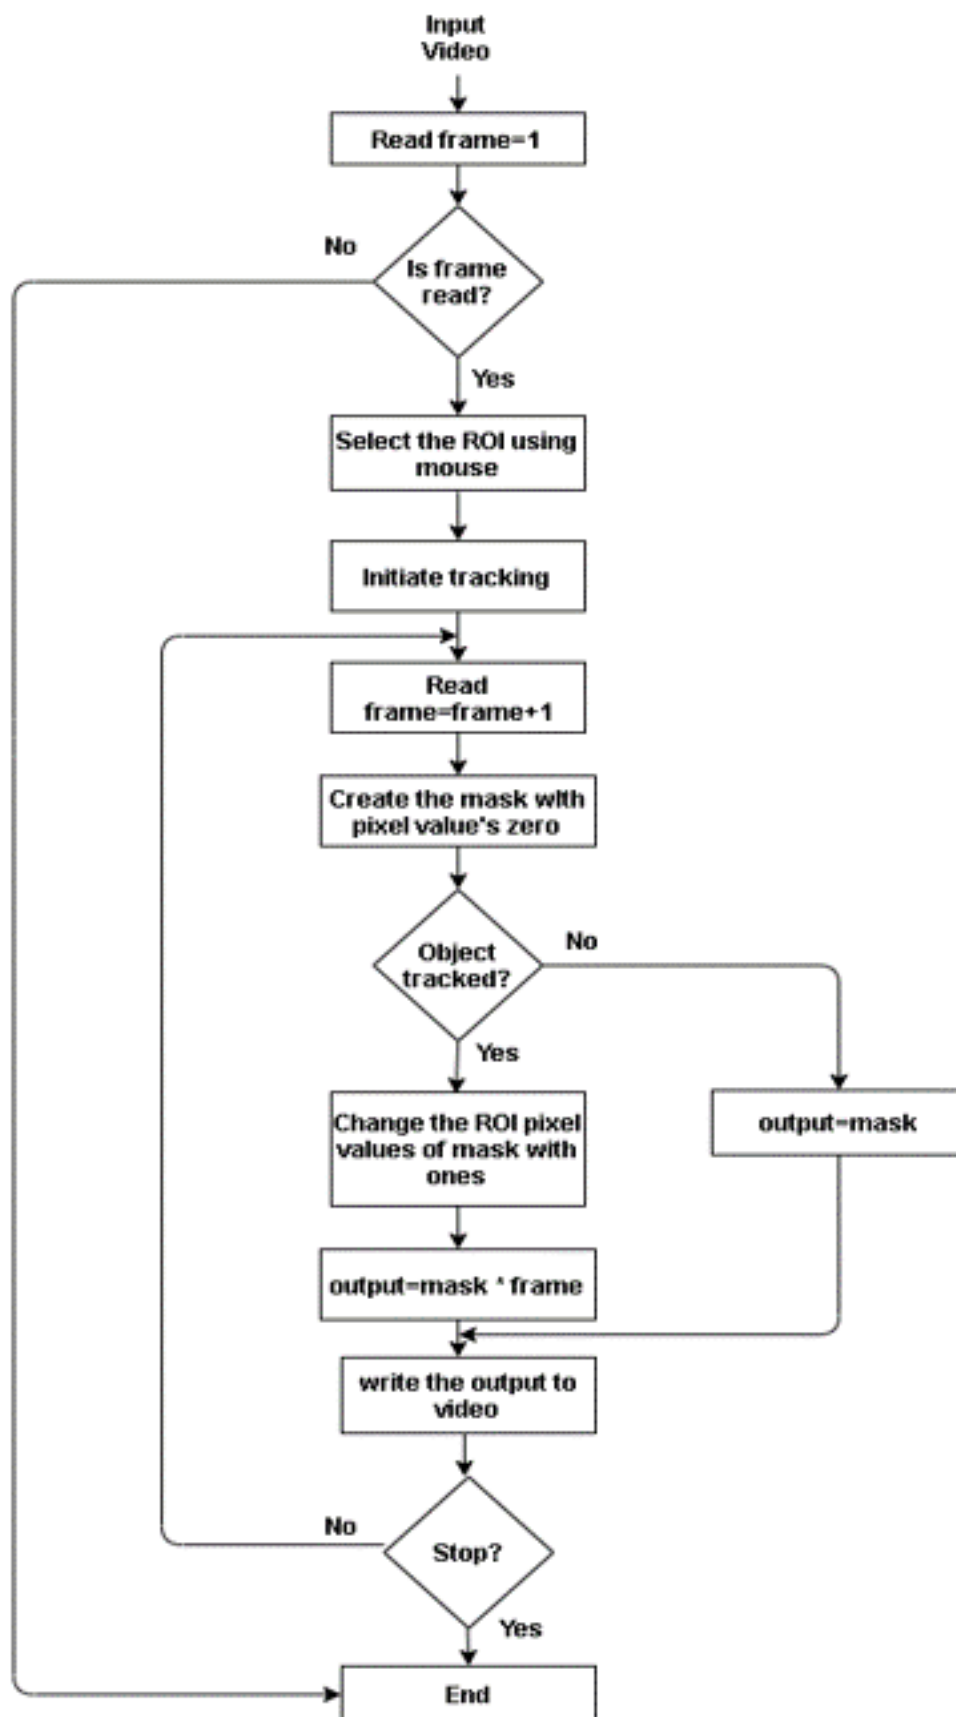 Input
Video
Read frame=1
No
Is frame
read?
Yes
Select the ROI using
mouse
Initiate tracking
Read
frame=frame+1
Create the mask with
pixel value's zero
Object
tracked?
No
Yes
Change the ROI pixel
values of mask with
ones
output=mask
output=mask * frame
write the output to
video
No
Stop?
Yes
End